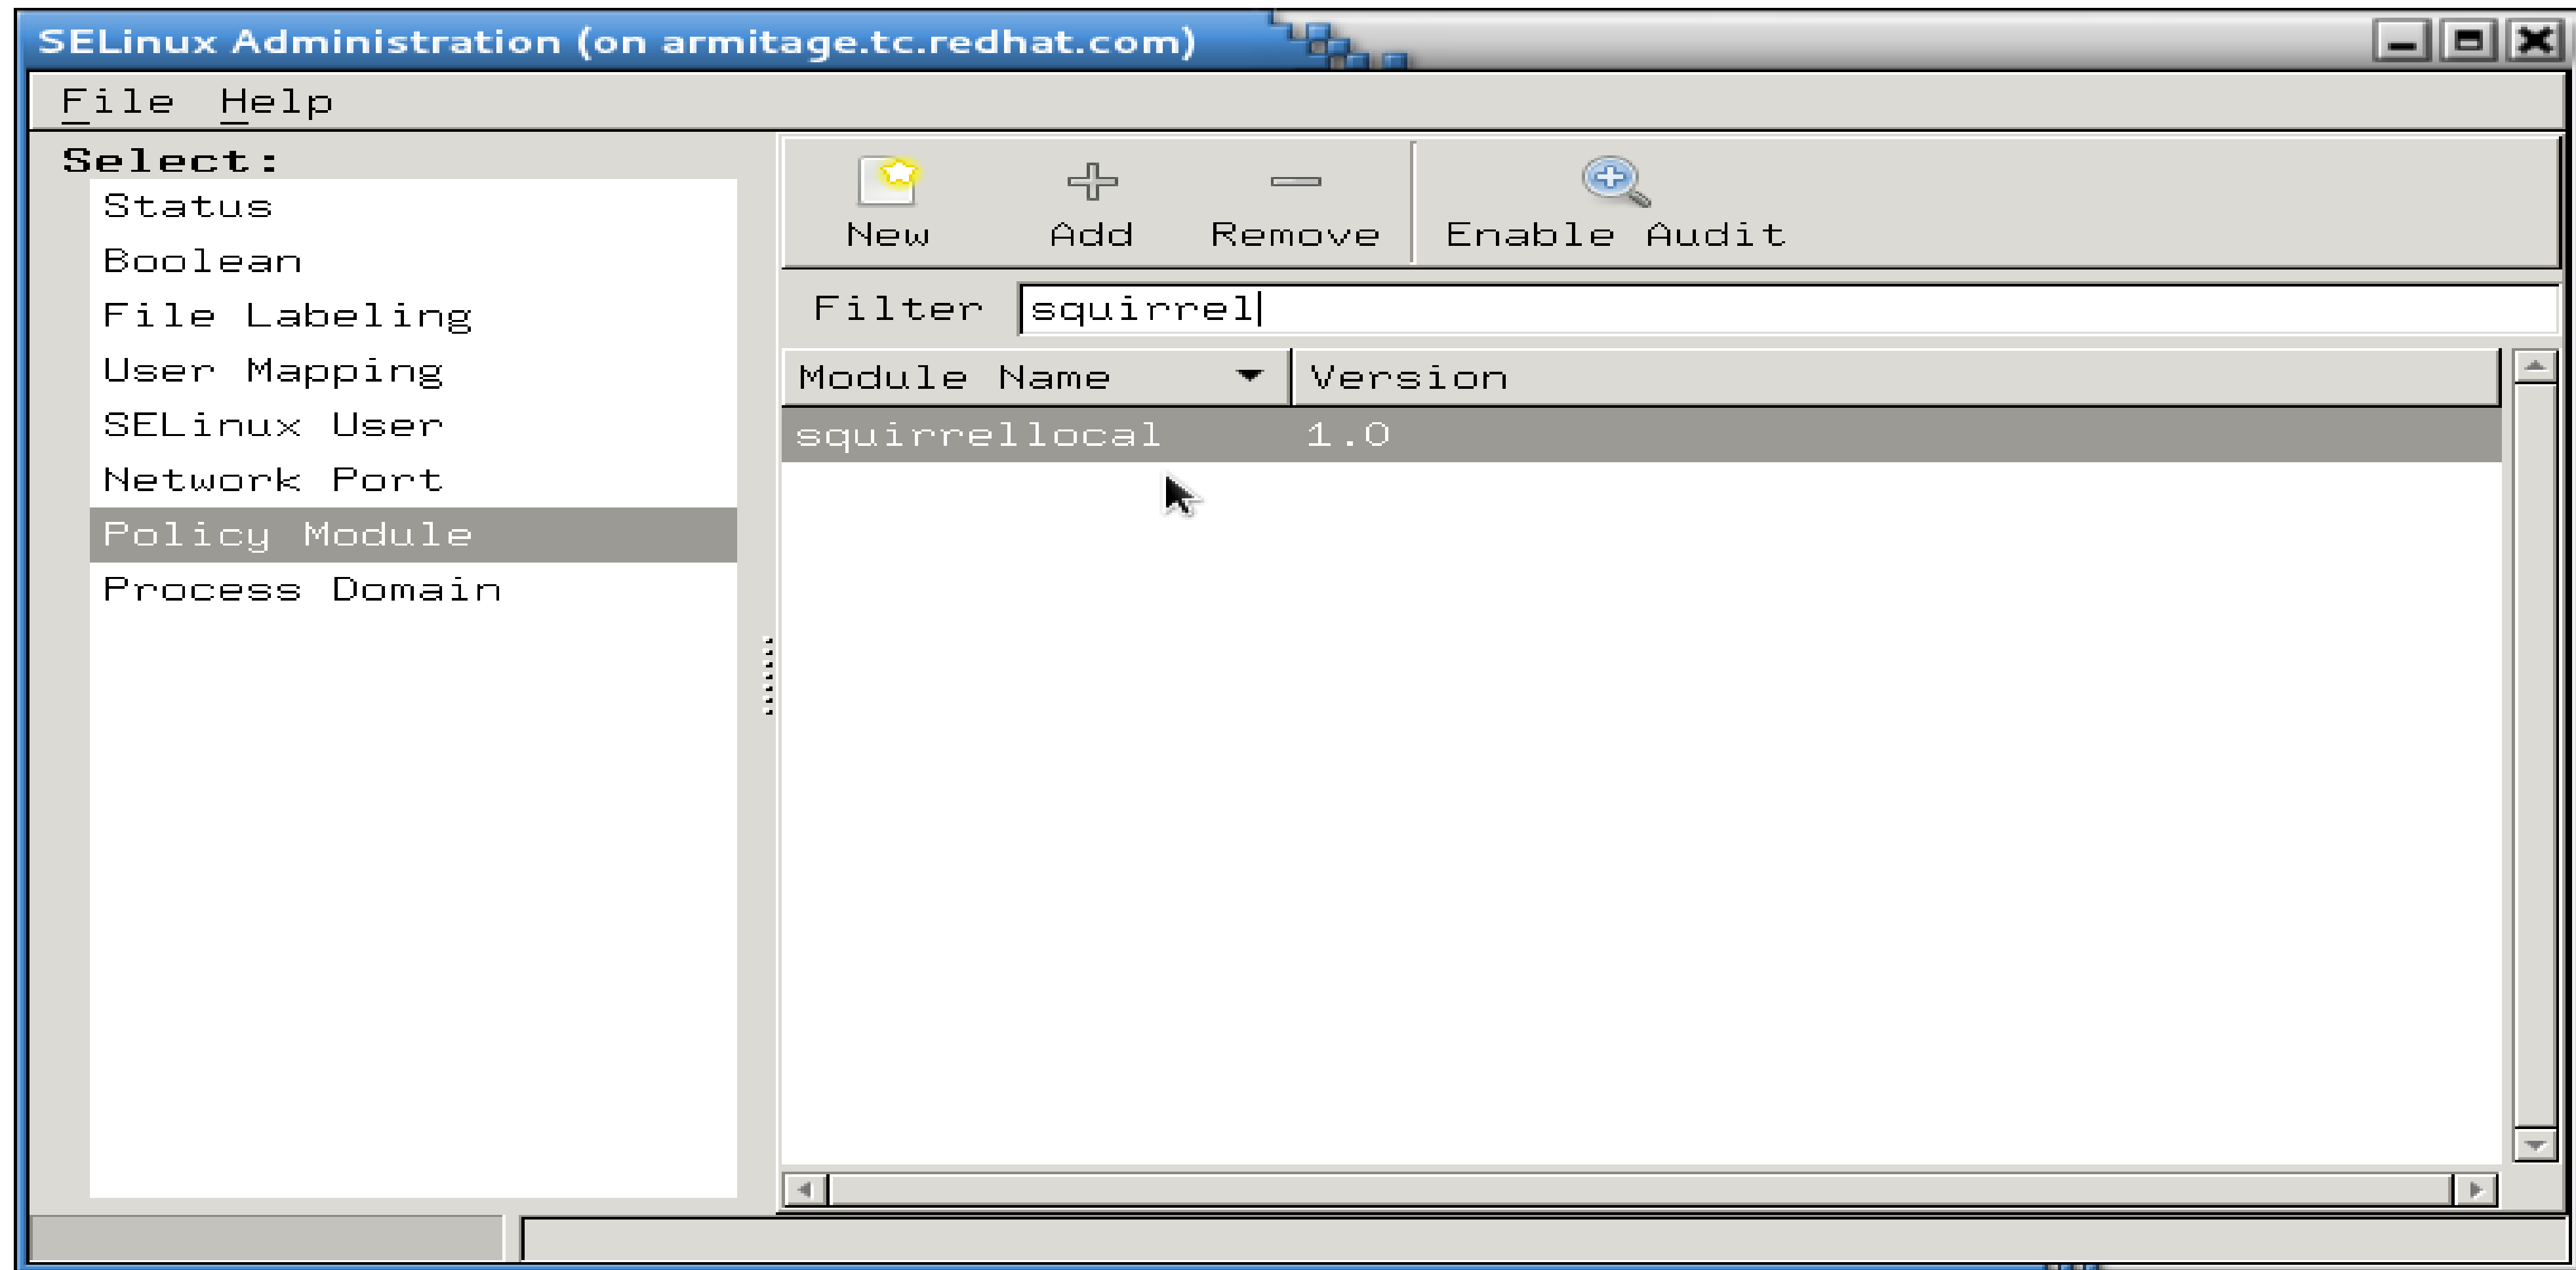 SELinux Administration (on armitage.tc.redhat.com)
File Help
Select:
Status
Boolean
File Labeling
User Mapping
SELinux User
Network Port
Policy Module
Process Domain
New Add Remove Enable Audit
Filter squirrel
Module Name Version
squirrellocal 1.0